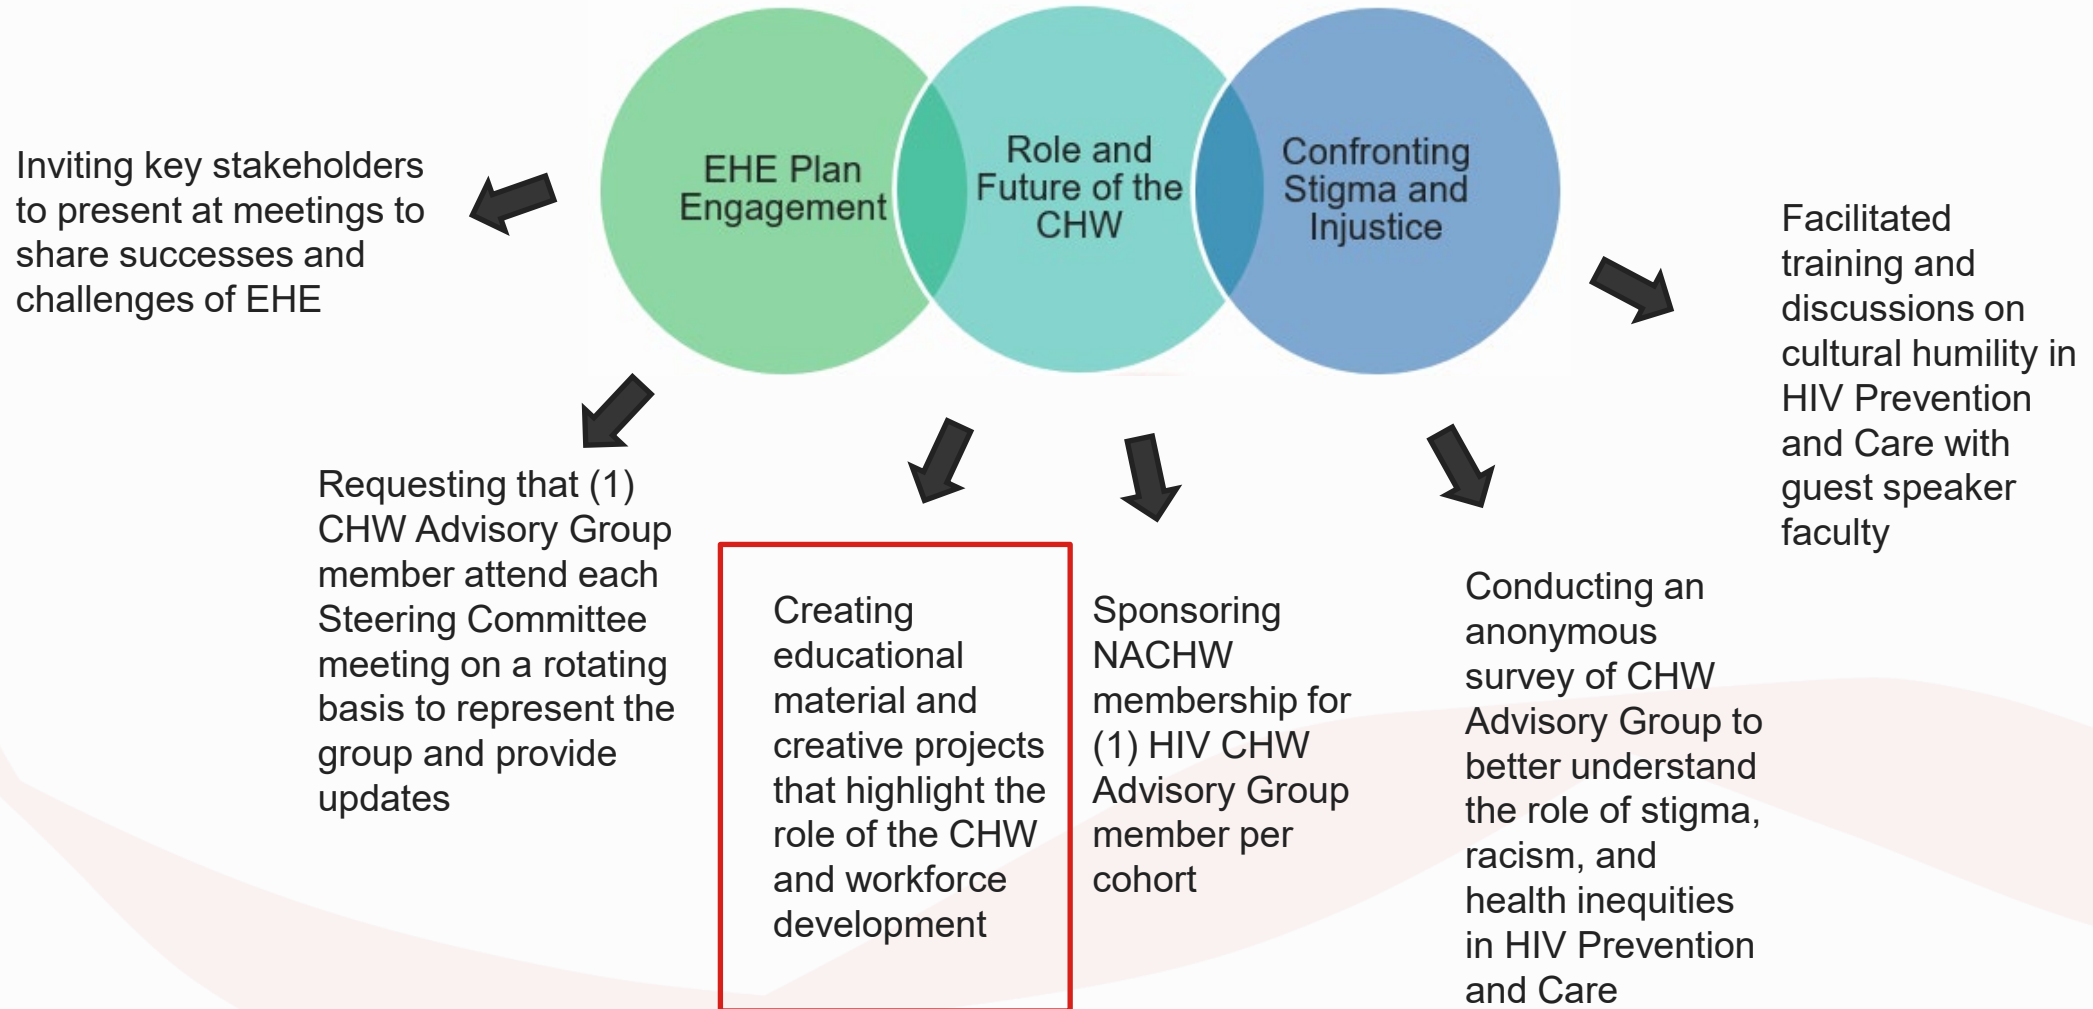 EHE Plan
Engagement
Role and
Future of the
CHW
Confronting
Stigma and
Injustice
Inviting key stakeholders
to present at meetings to
share successes and
challenges of EHE
Requesting that (1)
CHW Advisory Group
member attend each
Steering Committee
meeting on a rotating
basis to represent the
group and provide
updates
Creating
educational
material and
creative projects
that highlight the
role of the CHW
and workforce
development
Sponsoring
NACHW
membership for
(1) HIV CHW
Advisory Group
member per
cohort
Conducting an
anonymous
survey of CHW
Advisory Group to
better understand
the role of stigma,
racism, and
health inequities
in HIV Prevention
and Care
Facilitated
training and
discussions on
cultural humility in
HIV Prevention
and Care with
guest speaker
faculty